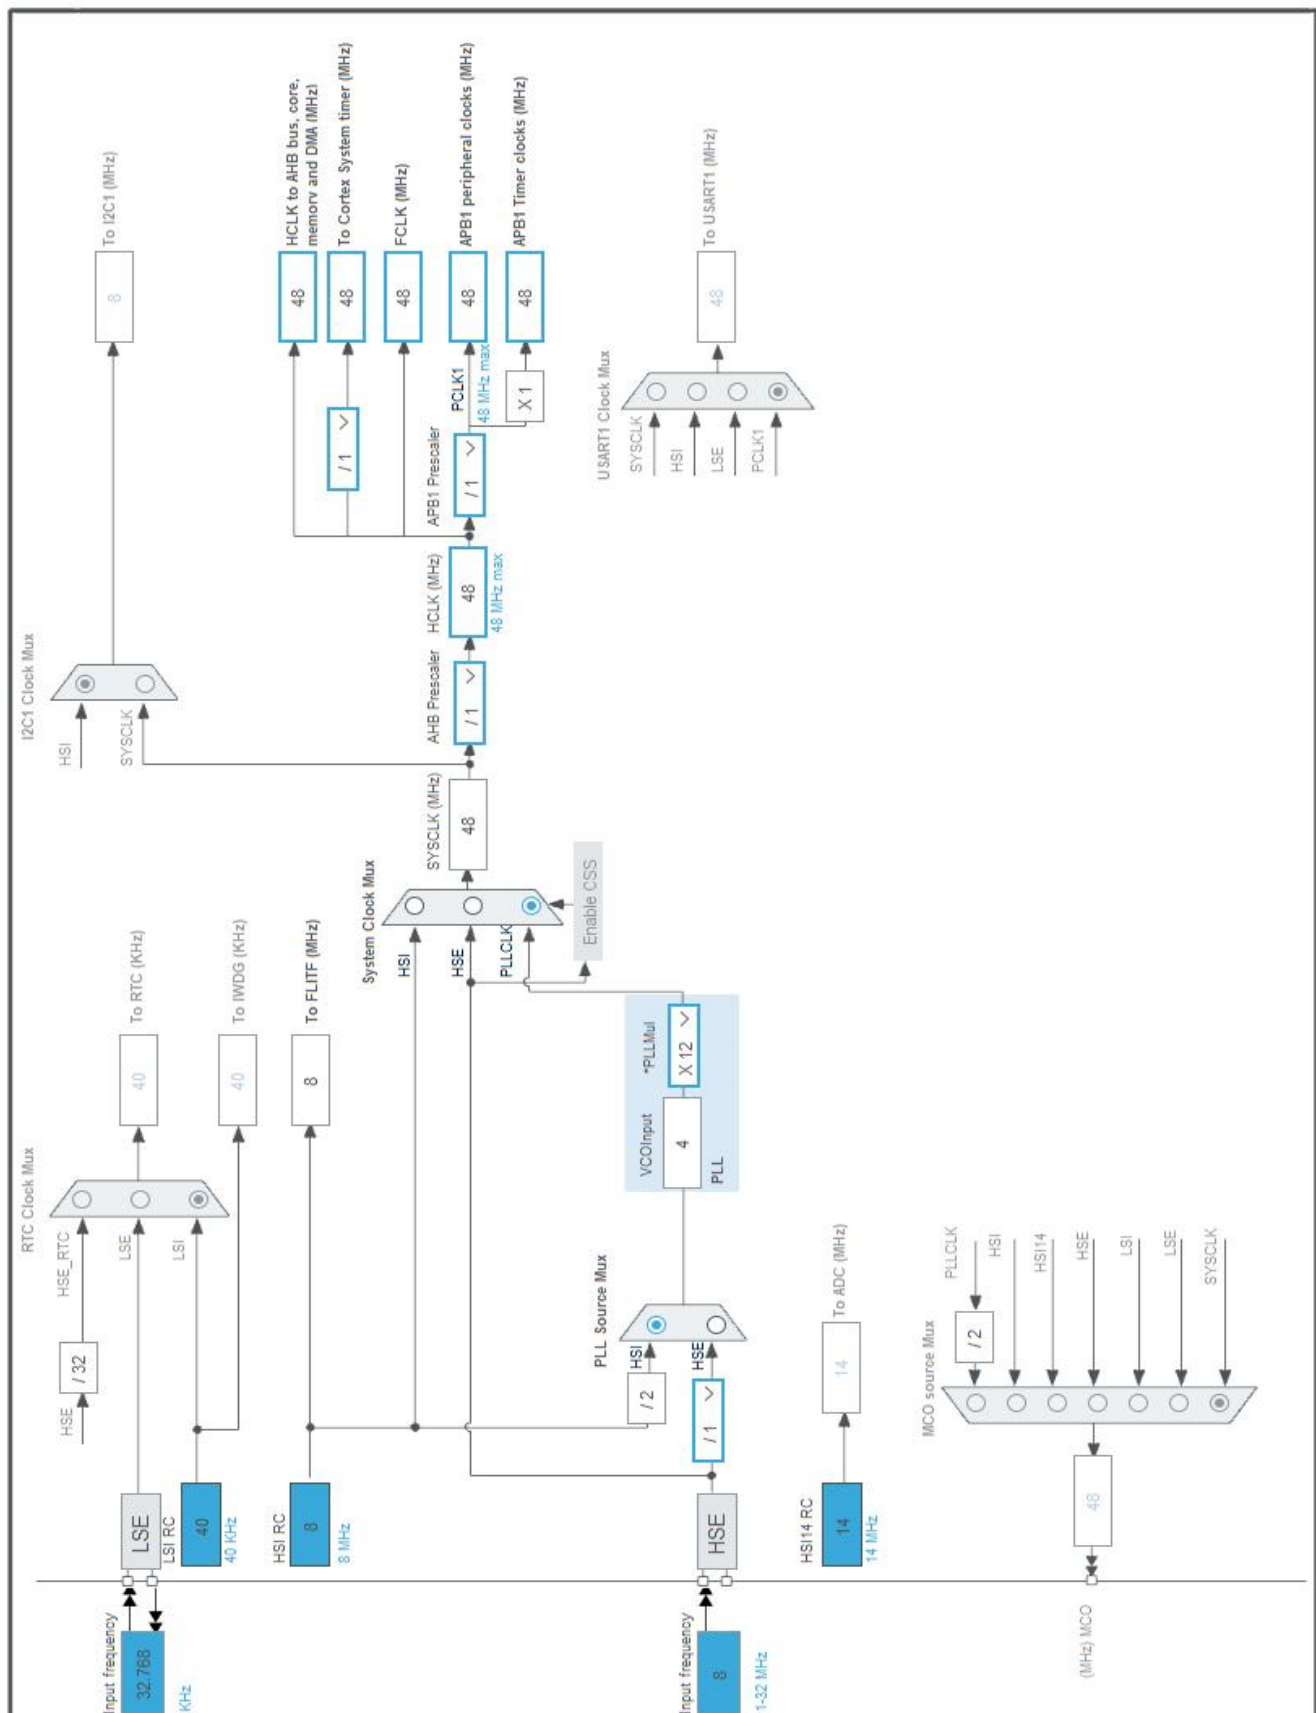 RTC Clock Mux
HSE
/ 32
HSE_RTC
Input frequency
32.768
KHz
LSE
LSE
40
To RTC (KHz)
LSI RC
40
40 KHz
LSI
40
To IWDG (KHz)
HSI RC
8
8 MHz
8
To FLITF (MHz)
I2C1 Clock Mux
HSI
SYSCLK
8
To I2C1 (MHz)
System Clock Mux
HSI
HSE
PLLCLK
Enable CSS
SYSCLK (MHz)
48
AHB Prescaler
/ 1
HCLK (MHz)
48
48 MHz max
APB1 Prescaler
/ 1
PCLK1
48 MHz max
X 1
/ 1
48
HCLK to AHB bus, core,
memory and DMA (MHz)
48
To Cortex System timer (MHz)
48
FCLK (MHz)
48
APB1 peripheral clocks (MHz)
48
APB1 Timer clocks (MHz)
PLL Source Mux
/ 2
HSI
HSE
/ 1
Input frequency
8
1-32 MHz
HSE
VCOInput
4
*PLLMul
X 12
PLL
USART1 Clock Mux
SYSCLK
HSI
LSE
PCLK1
48
To USART1 (MHz)
HSI14 RC
14
14 MHz
14
To ADC (MHz)
MCO source Mux
/ 2
PLLCLK
HSI
HSI14
HSE
LSI
LSE
SYSCLK
48
(MHz) MCO